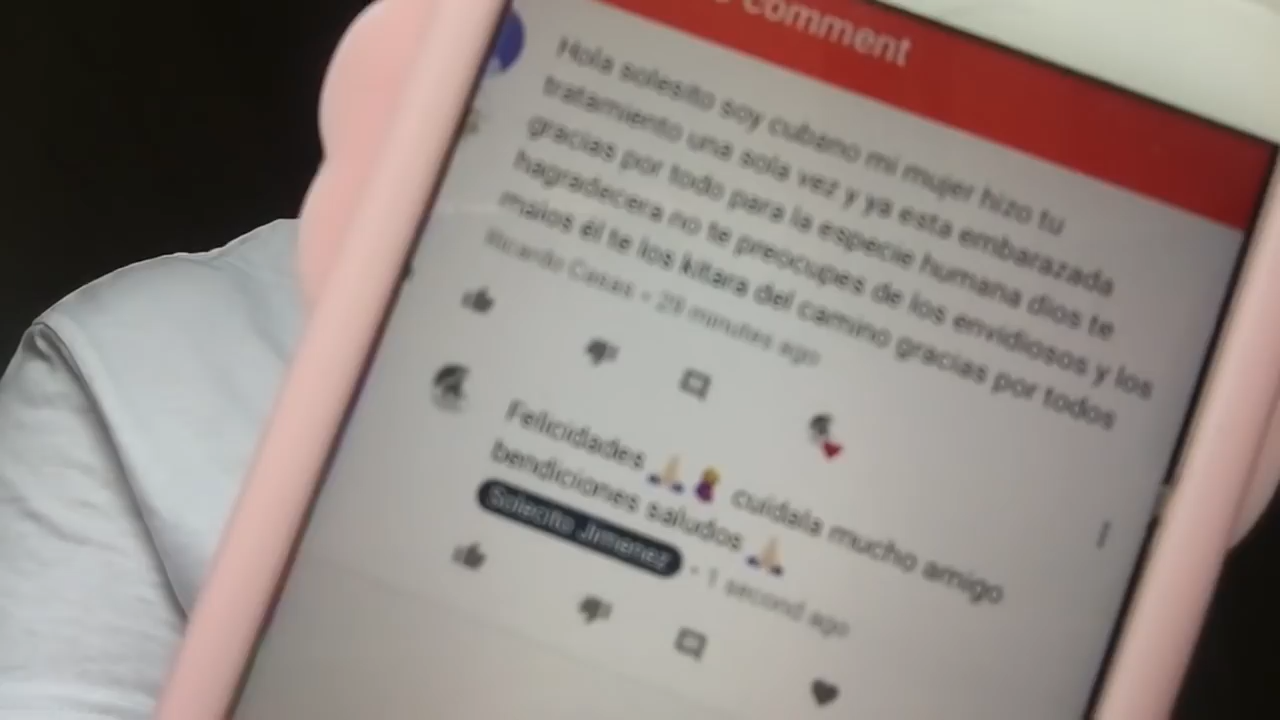 comment
Hola solesito soy cubano mi mujer hizo tu
tratamiento una sola vez y ya esta embarazada
gracias por todo para la especie humana dios te
hagradecera no te preocupes de los envidiosos y los
malos él te los kitara del camino gracias por todos
Ricardo Casas • 29 minutes ago
Felicidades 🙏🏼🤰🏼 cuídala mucho amigo
bendiciones saludos 🙏🏼
Solecito Jimenez • 1 second ago